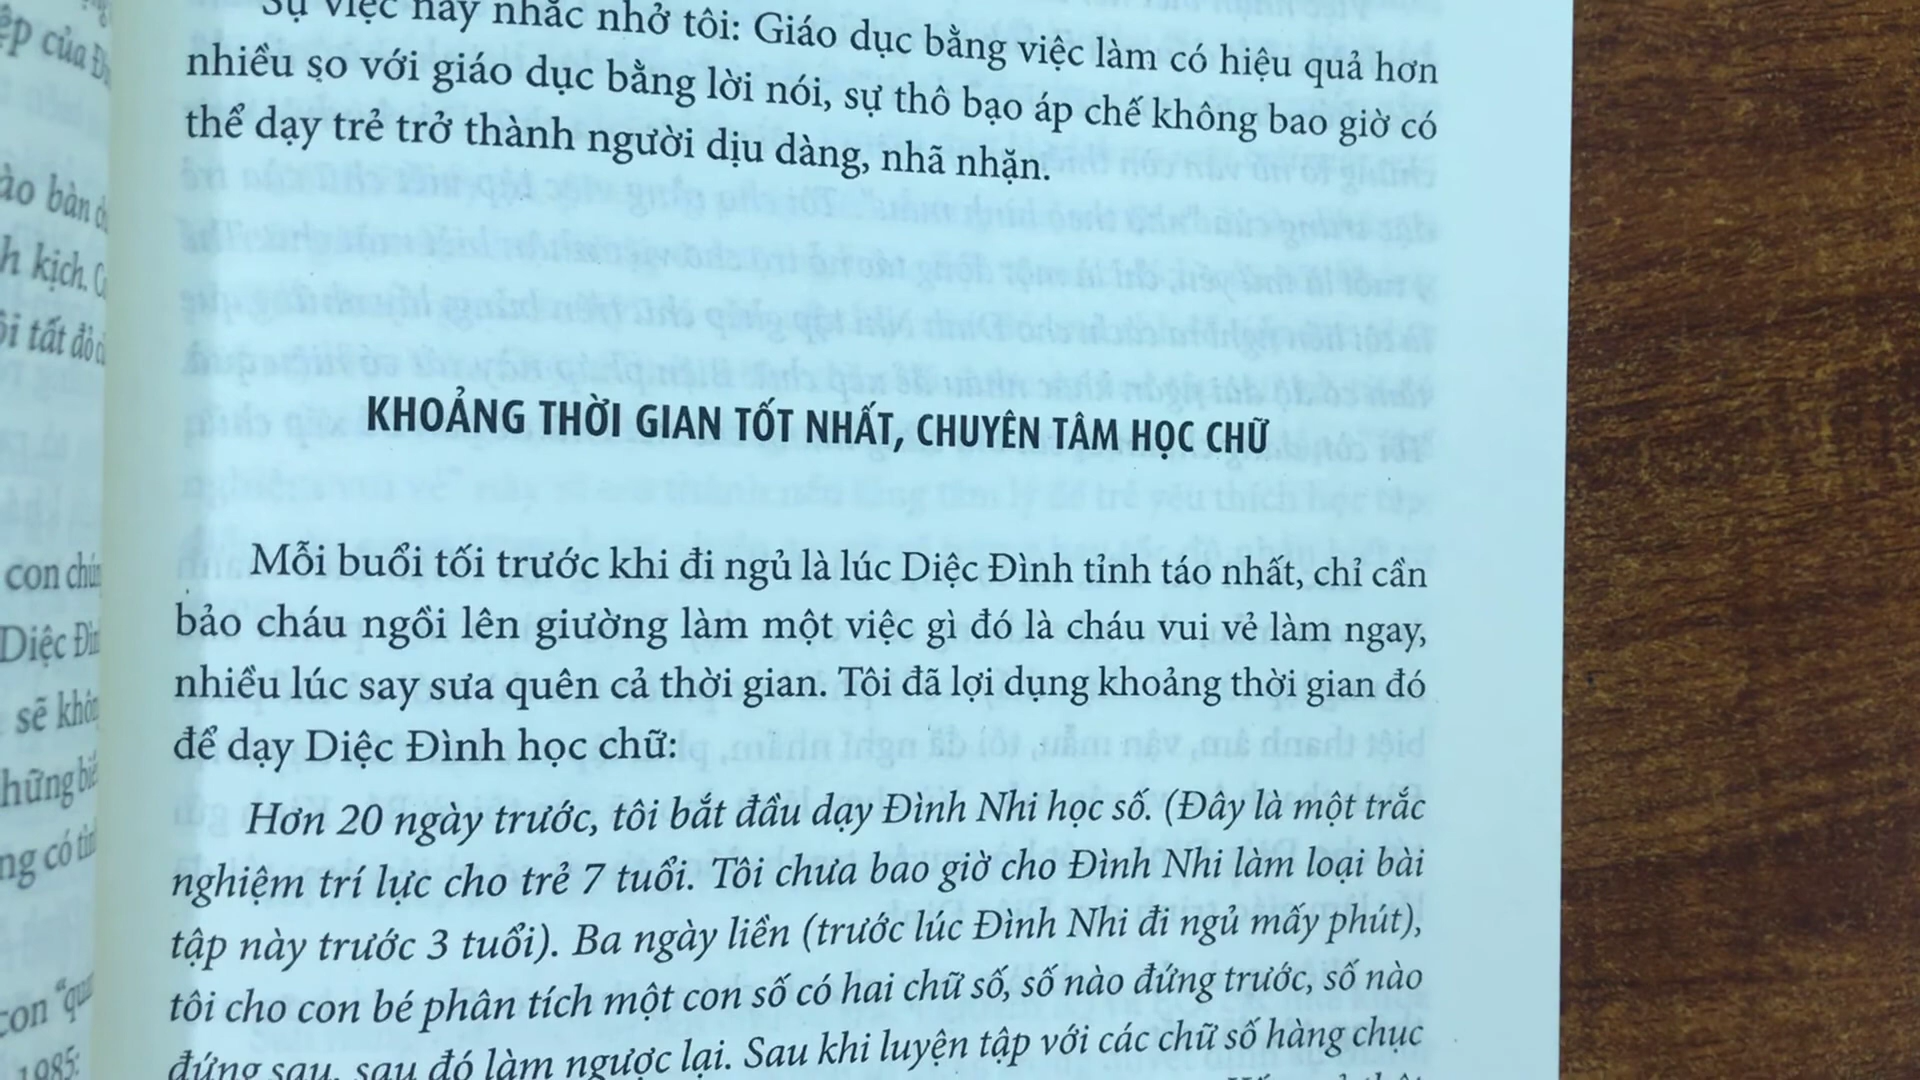 ệp của
ào bàn
h kịch.
ôi tất đỏ
con
Diệc
sẽ
con
1985:
Sự việc này nhắc nhở tôi: Giáo dục bằng việc làm có hiệu quả hơn
nhiều so với giáo dục bằng lời nói, sự thô bạo áp chế không bao giờ có
thể dạy trẻ trở thành người dịu dàng, nhã nhặn.
KHOẢNG THỜI GIAN TỐT NHẤT, CHUYÊN TÂM HỌC CHỮ
Mỗi buổi tối trước khi đi ngủ là lúc Diệc Đình tỉnh táo nhất, chỉ cần
bảo cháu ngồi lên giường làm một việc gì đó là cháu vui vẻ làm ngay,
nhiều lúc say sưa quên cả thời gian. Tôi đã lợi dụng khoảng thời gian đó
để dạy Diệc Đình học chữ:
Hơn 20 ngày trước, tôi bắt đầu dạy Đình Nhi học số. (Đây là một trắc
nghiệm trí lực cho trẻ 7 tuổi. Tôi chưa bao giờ cho Đình Nhi làm loại bài
tập này trước 3 tuổi). Ba ngày liền (trước lúc Đình Nhi đi ngủ mấy phút),
tôi cho con bé phân tích một con số có hai chữ số, số nào đứng trước, số nào
đứng sau, sau đó làm ngược lại. Sau khi luyện tập với các chữ số hàng chục